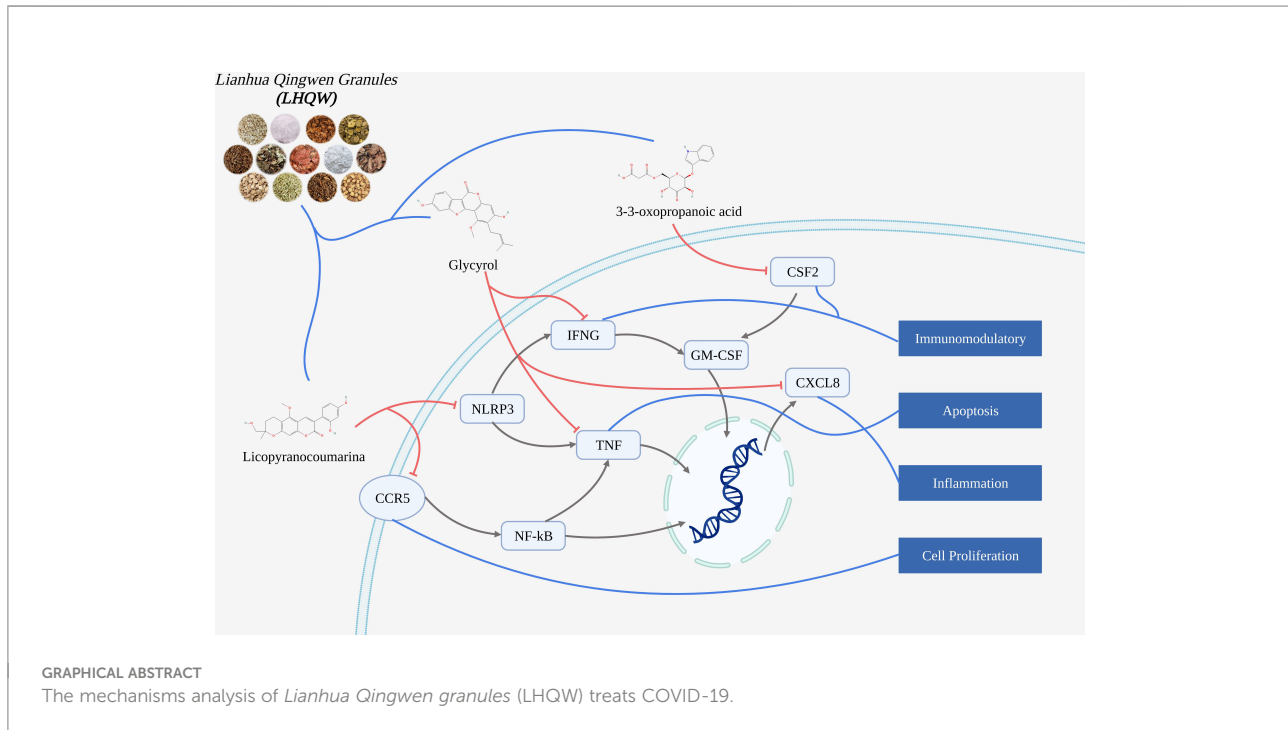 Lianhua Qingwen Granules
(LHQW)
3-3-oxopropanoic acid
Glycyrol
CSF2
IFNG
Immunomodulatory
GM-CSF
CXCL8
NLRP3
Apoptosis
TNF
Licopyranocoumarina
Inflammation
CCR5
NF-kB
Cell Proliferation
GRAPHICAL ABSTRACT
The mechanisms analysis of Lianhua Qingwen granules (LHQW) treats COVID-19.